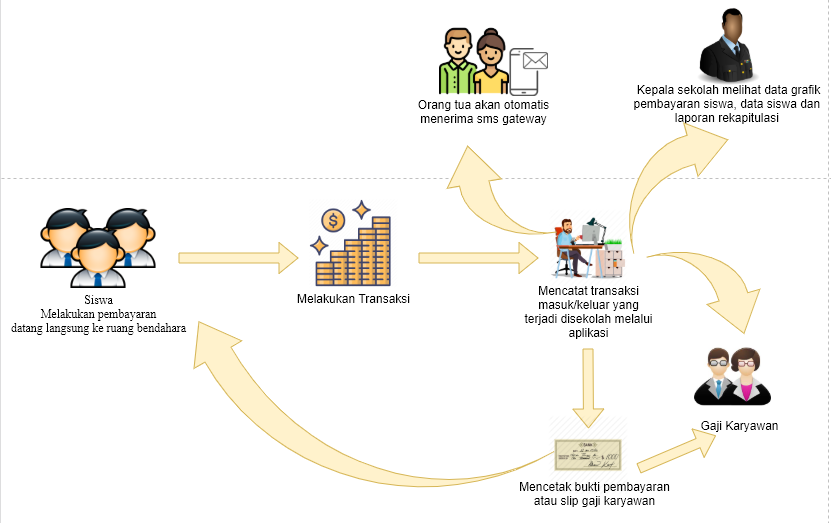 Orang tua akan otomatis
menerima sms gateway
Kepala sekolah melihat data grafik
pembayaran siswa, data siswa dan
laporan rekapitulasi
Siswa
Melakukan pembayaran
datang langsung ke ruang bendahara
Melakukan Transaksi
Mencatat transaksi
masuk/keluar yang
terjadi disekolah melalui
aplikasi
Gaji Karyawan
Mencetak bukti pembayaran
atau slip gaji karyawan